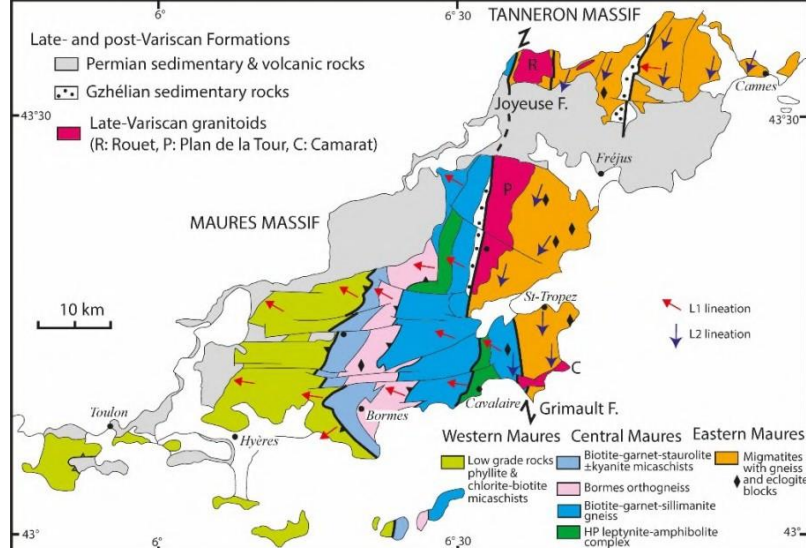 6°
6° 30
TANNERON MASSIF
Late- and post-Variscan Formations
Permian sedimentary & volcanic rocks
Gzhélian sedimentary rocks
Late-Variscan granitoids
(R: Rouet, P: Plan de la Tour, C: Camarat)
R
Cannes
43°30
Joyeuse F.
43°30
Fréjus
P
MAURES MASSIF
10 km
St-Tropez
L1 lineation
L2 lineation
C
Toulon
Bormes
Cavalaire
Grimault F.
Hyères
Western Maures
Low grade rocks
phyllite &
chlorite-biotite
micaschists
Central Maures
Biotite-garnet-staurolite
±kyanite micaschists
Bormes orthogneiss
Biotite-garnet-sillimanite
gneiss
HP leptynite-amphibolite
complex
Eastern Maures
Migmatites
with gneiss
and eclogite
blocks
43°
43°
6°
6° 30